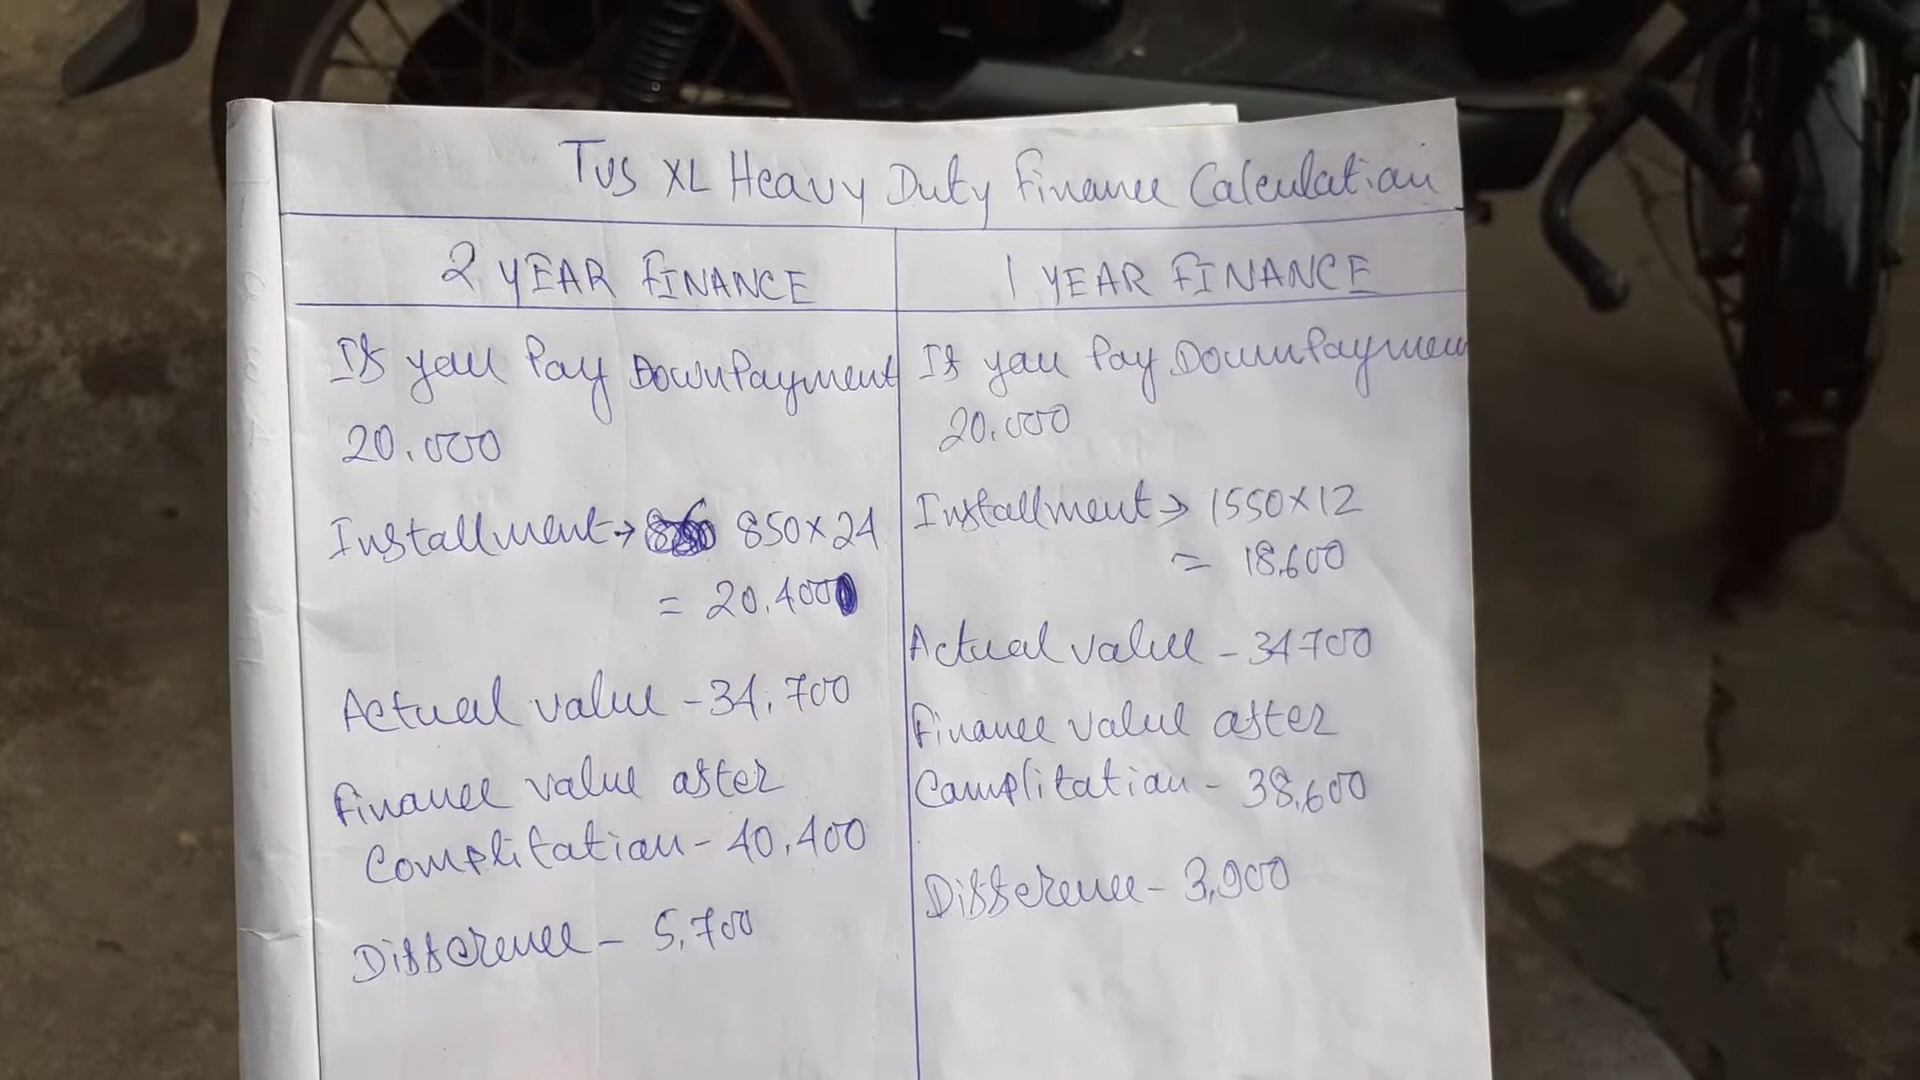 TVS XL Heavy Duty Finance Calculation
2 YEAR FINANCE
If you Pay DownPayment
20.000
Installment → 850×24
= 20.400
Actual value - 34.700
Finance value after
Complitation - 40.400
Difference - 5.700
1 YEAR FINANCE
If you Pay DownPaymen
20.000
Installment → 1550×12
= 18.600
Actual value - 34700
Finance value after
Complitation - 38.600
Difference - 3.900